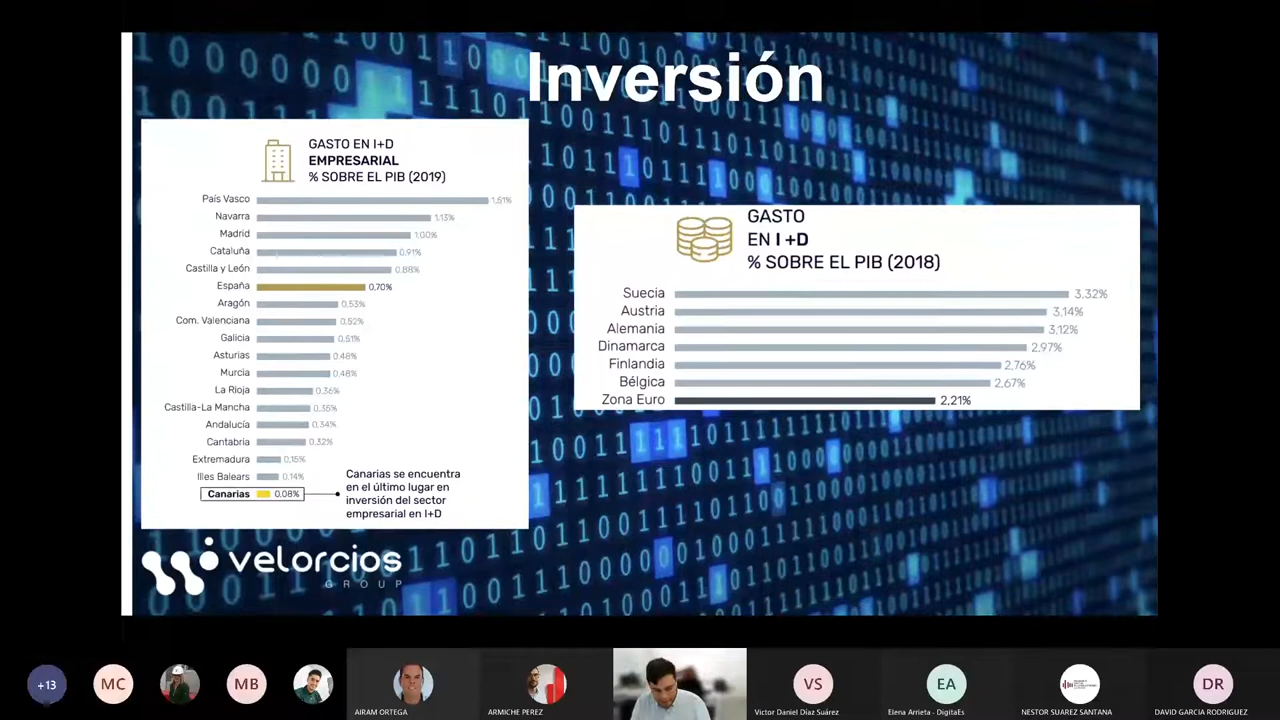 Inversión
GASTO EN I+D
EMPRESARIAL
% SOBRE EL PIB (2019)
País Vasco 1,51%
Navarra 1,13%
Madrid 1,00%
Cataluña 0,91%
Castilla y León 0,88%
España 0,70%
Aragón 0,53%
Com. Valenciana 0,52%
Galicia 0,51%
Asturias 0,48%
Murcia 0,48%
La Rioja 0,36%
Castilla-La Mancha 0,35%
Andalucía 0,34%
Cantabria 0,32%
Extremadura 0,15%
Illes Balears 0,14%
Canarias 0,08%
Canarias se encuentra
en el último lugar en
inversión del sector
empresarial en I+D
GASTO
EN I +D
% SOBRE EL PIB (2018)
Suecia 3,32%
Austria 3,14%
Alemania 3,12%
Dinamarca 2,97%
Finlandia 2,76%
Bélgica 2,67%
Zona Euro 2,21%
velorcios
GROUP
+13
MC
MB
AIRAM ORTEGA
ARMICHE PEREZ
VS
Victor Daniel Díaz Suárez
EA
Elena Arrieta - DigitalEs
NESTOR SUAREZ SANTANA
DR
DAVID GARCIA RODRIGUEZ